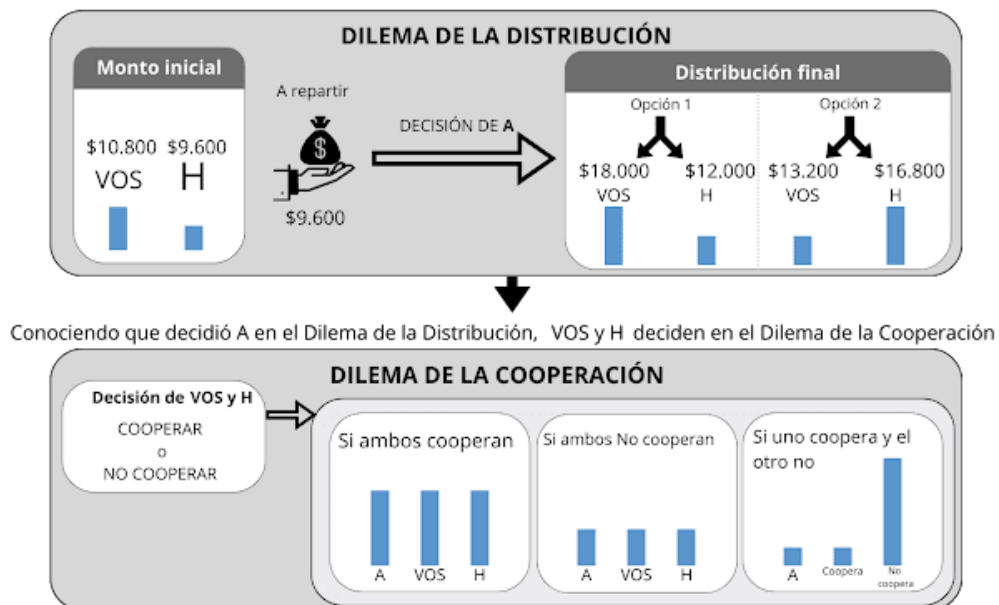 DILEMA DE LA DISTRIBUCIÓN
Monto inicial
$10.800 $9.600
VOS H
A repartir
$
$9.600
DECISIÓN DE A
Distribución final
Opción 1
$18.000 $12.000
VOS H
Opción 2
$13.200 $16.800
VOS H
Conociendo que decidió A en el Dilema de la Distribución, VOS y H deciden en el Dilema de la Cooperación
DILEMA DE LA COOPERACIÓN
Decisión de VOS y H
COOPERAR
o
NO COOPERAR
Si ambos cooperan
A VOS H
Si ambos No cooperan
A VOS H
Si uno coopera y el
otro no
A Coopera No
coopera